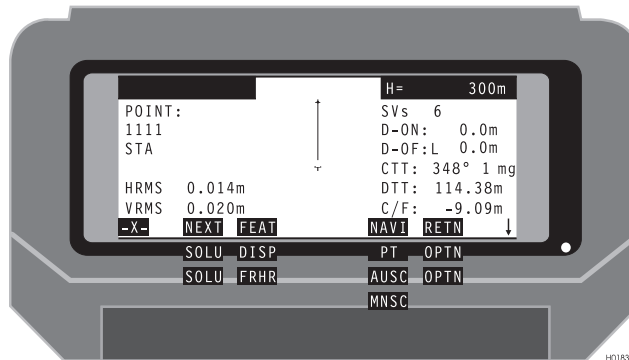 H= 300m
POINT: SVs 6
1111 D-ON: 0.0m
STA D-OF:L 0.0m
CTT: 348° 1 mg
HRMS 0.014m DTT: 114.38m
VRMS 0.020m C/F: -9.09m
-X- NEXT FEAT NAVI RETN
SOLU DISP PT OPTN
SOLU FRHR AUSC OPTN
MNSC
H0183